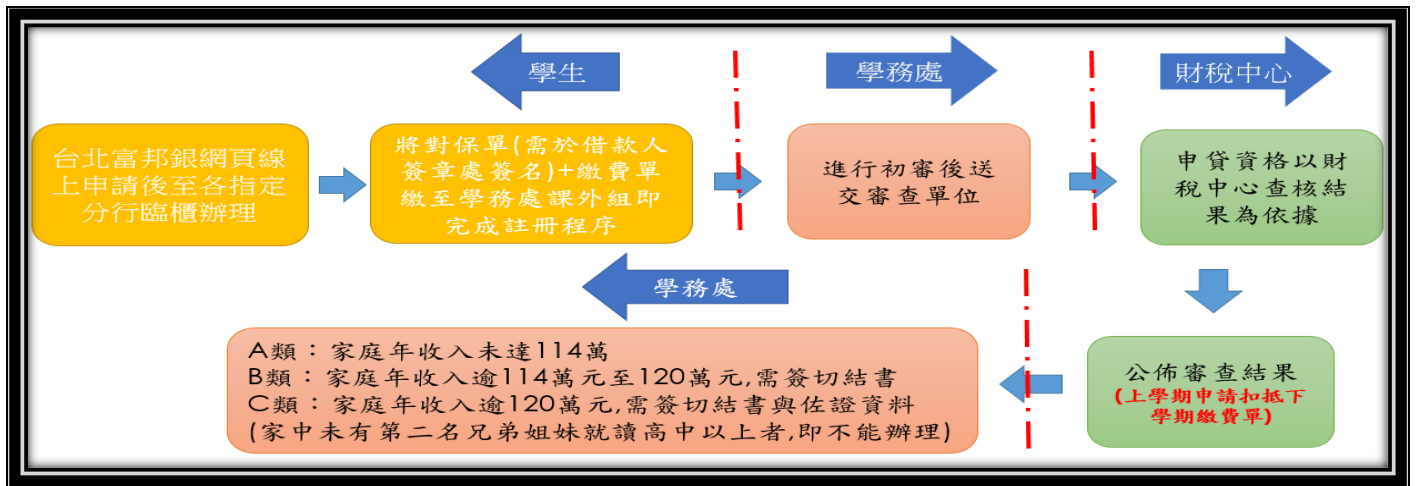 學生
學務處
財稅中心
台北富邦銀網頁線
上申請後至各指定
分行臨櫃辦理
將對保單(需於借款人
簽章處簽名)+繳費單
繳至學務處課外組即
完成註冊程序
進行初審後送
交審查單位
申貸資格以財
稅中心查核結
果為依據
學務處
A類：家庭年收入未達114萬
B類：家庭年收入逾114萬元至120萬元,需簽切結書
C類：家庭年收入逾120萬元,需簽切結書與佐證資料
(家中未有第二名兄弟姐妹就讀高中以上者,即不能辦理)
公佈審查結果
(上學期申請扣抵下
學期繳費單)